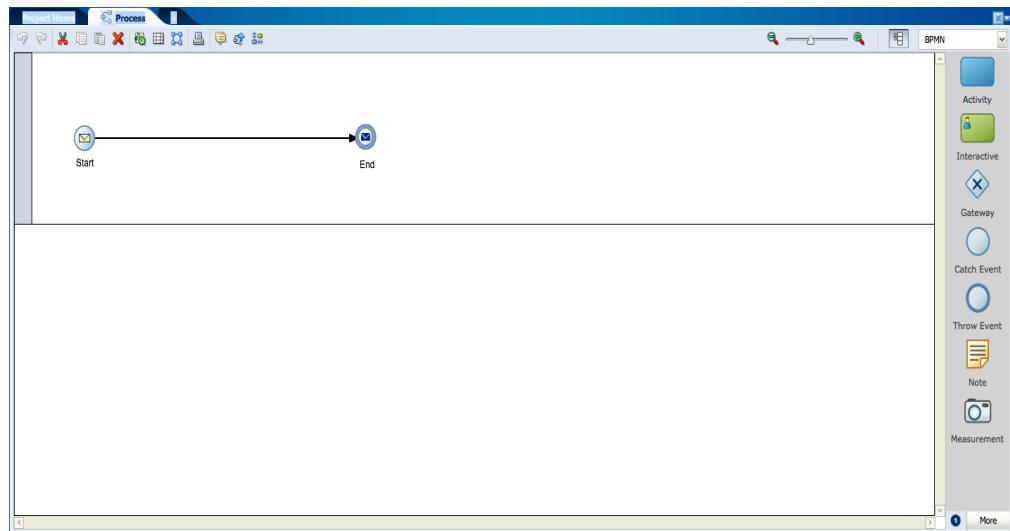 Project Home
Process
BPMN
Start
End
Activity
Interactive
Gateway
Catch Event
Throw Event
Note
Measurement
1 More